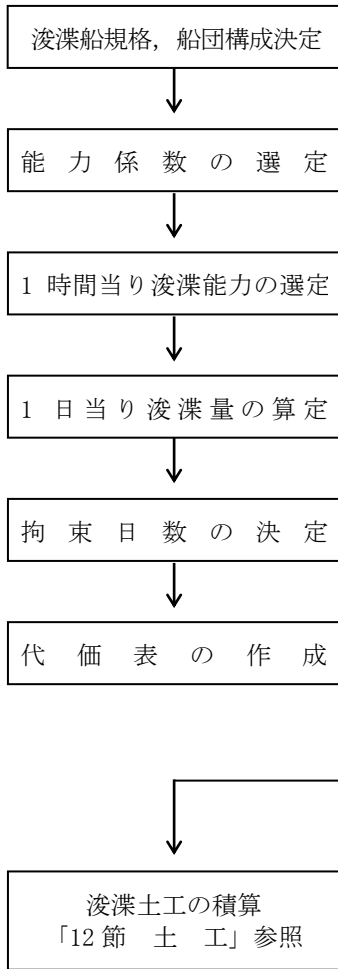 浚渫船規格，船団構成決定
能力係数の選定
1 時間当り浚渫能力の選定
1 日当り浚渫量の算定
拘束日数の決定
代価表の作成
浚渫土工の積算
「12 節　土　工」参照